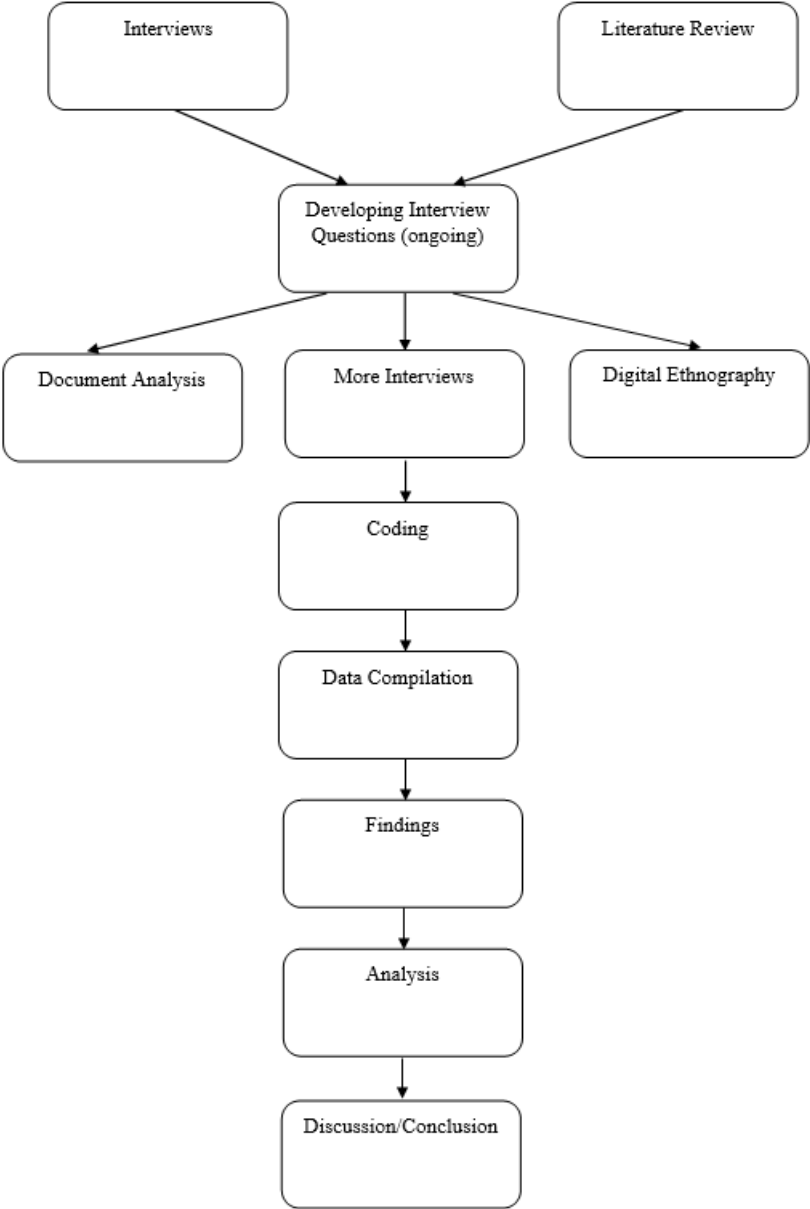 Interviews
Literature Review
Developing Interview
Questions (ongoing)
Document Analysis
More Interviews
Digital Ethnography
Coding
Data Compilation
Findings
Analysis
Discussion/Conclusion